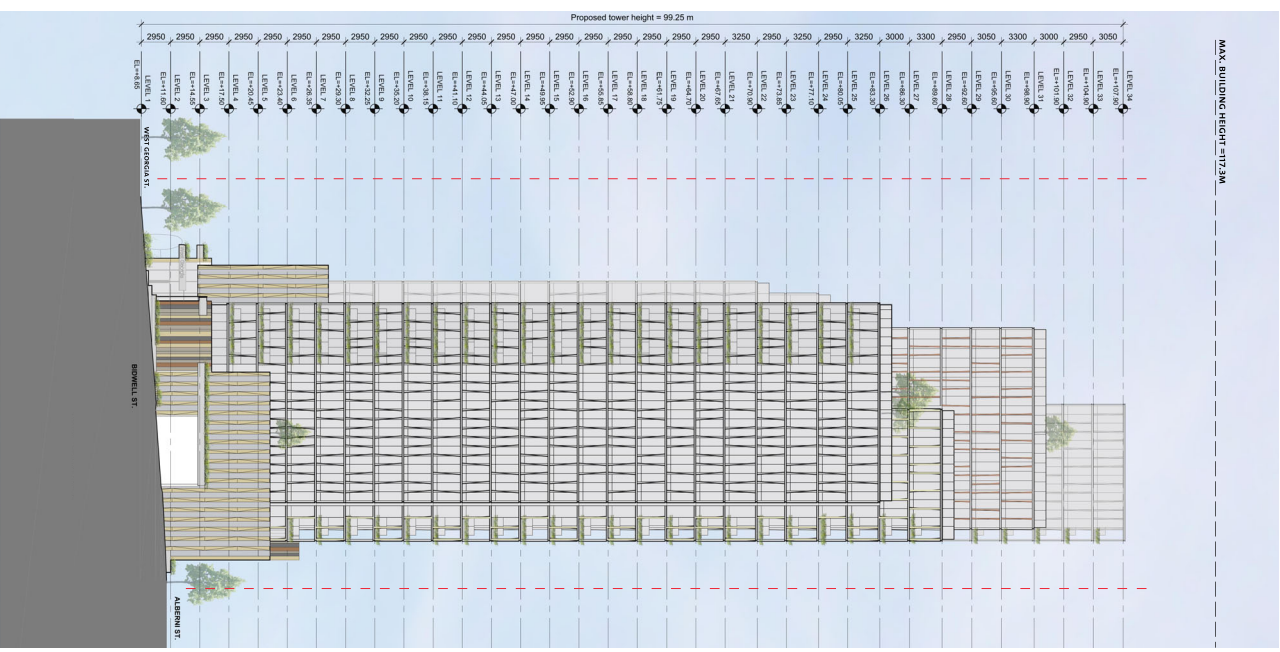 Proposed tower height = 99.25 m
2950 2950 2950 2950 2950 2950 2950 2950 2950 2950 2950 2950 2950 2950 2950 2950 2950 2950 2950 2950 3250 2950 3250 2950 3250 3000 3300 2950 3050 3300 3000 2950 3050
LEVEL 1
EL=+8.65
LEVEL 2
EL=+11.60
LEVEL 3
EL=+14.55
LEVEL 4
EL=+17.50
LEVEL 5
EL=+20.45
LEVEL 6
EL=+23.40
LEVEL 7
EL=+26.35
LEVEL 8
EL=+29.30
LEVEL 9
EL=+32.25
LEVEL 10
EL=+35.20
LEVEL 11
EL=+38.15
LEVEL 12
EL=+41.10
LEVEL 13
EL=+44.05
LEVEL 14
EL=+47.00
LEVEL 15
EL=+49.95
LEVEL 16
EL=+52.90
LEVEL 17
EL=+55.85
LEVEL 18
EL=+58.80
LEVEL 19
EL=+61.75
LEVEL 20
EL=+64.70
LEVEL 21
EL=+67.65
LEVEL 22
EL=+70.90
LEVEL 23
EL=+73.85
LEVEL 24
EL=+77.10
LEVEL 25
EL=+80.05
LEVEL 26
EL=+83.30
LEVEL 27
EL=+86.30
LEVEL 28
EL=+89.60
LEVEL 29
EL=+92.60
LEVEL 30
EL=+95.60
LEVEL 31
EL=+98.90
LEVEL 32
EL=+101.90
LEVEL 33
EL=+104.90
LEVEL 34
EL=+107.90
MAX. BUILDING HEIGHT =117.3M
WEST GEORGIA ST.
BIDWELL ST.
ALBERNI ST.